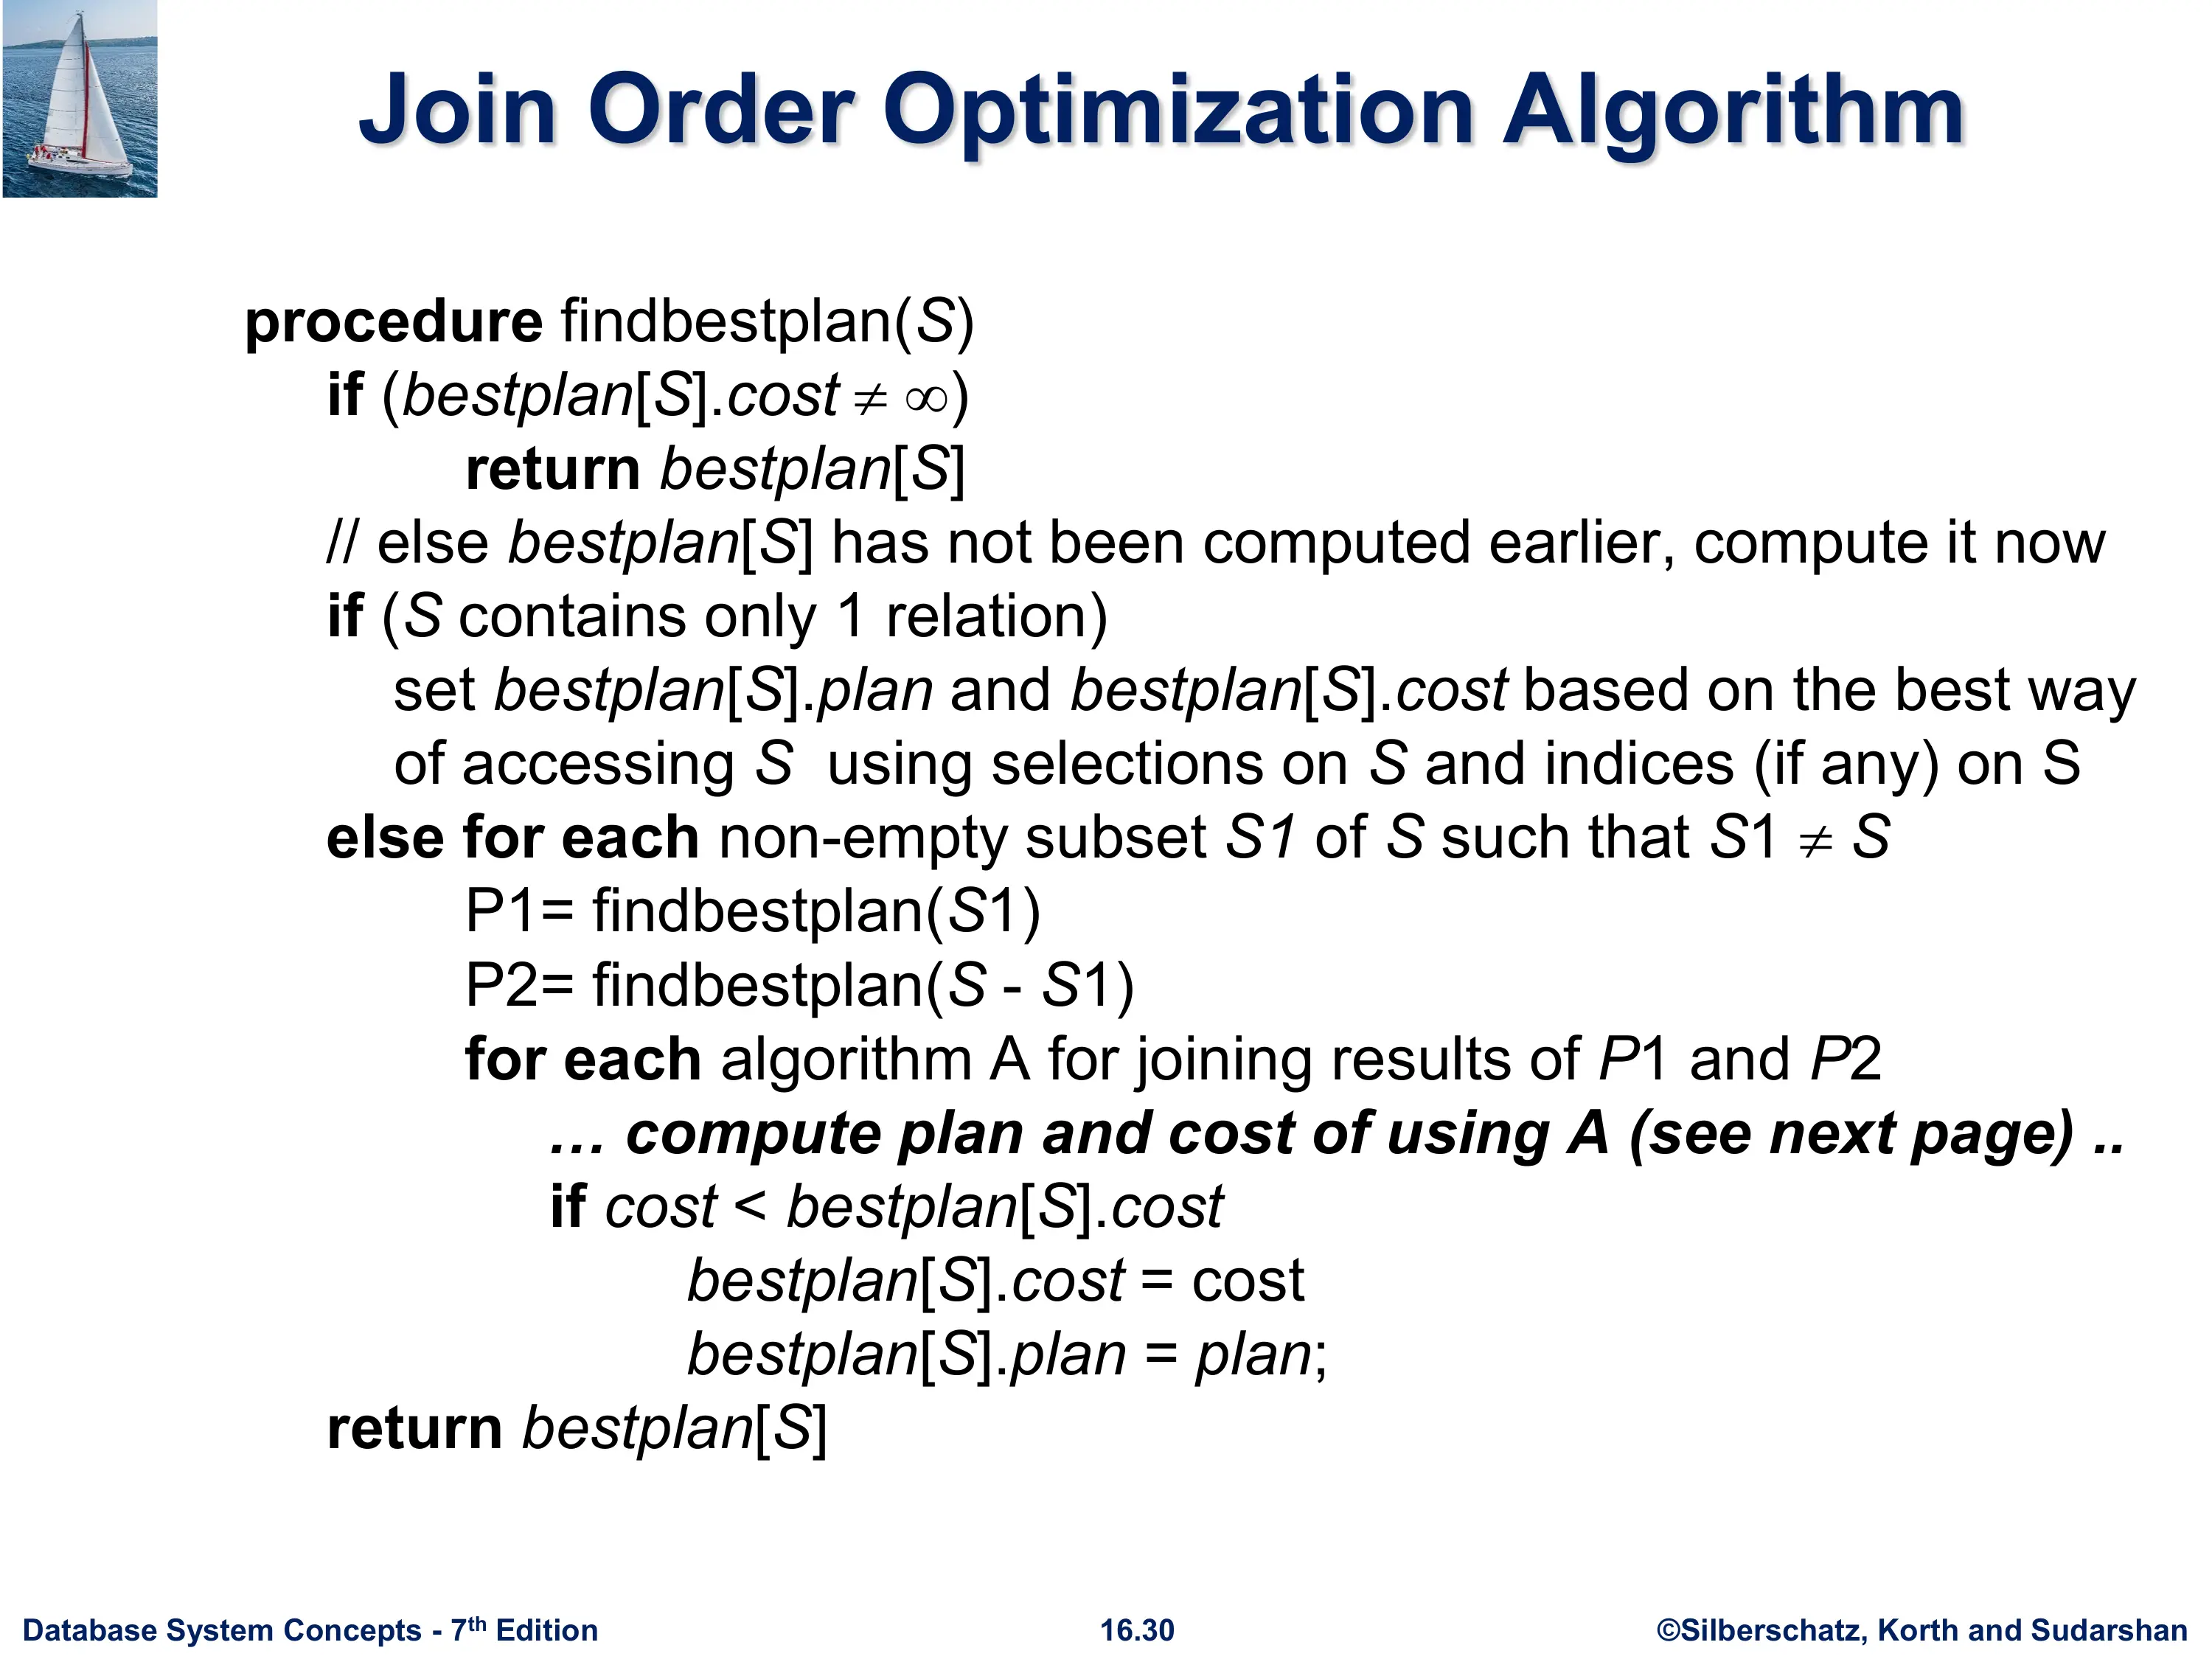 Join Order Optimization Algorithm
procedure findbestplan(S)
if (bestplan[S].cost ≠ ∞)
return bestplan[S]
// else bestplan[S] has not been computed earlier, compute it now
if (S contains only 1 relation)
set bestplan[S].plan and bestplan[S].cost based on the best way
of accessing S  using selections on S and indices (if any) on S
else for each non-empty subset S1 of S such that S1 ≠ S
P1= findbestplan(S1)
P2= findbestplan(S - S1)
for each algorithm A for joining results of P1 and P2
… compute plan and cost of using A (see next page) ..
if cost < bestplan[S].cost
bestplan[S].cost = cost
bestplan[S].plan = plan;
return bestplan[S]
Database System Concepts - 7th Edition 16.30 ©Silberschatz, Korth and Sudarshan